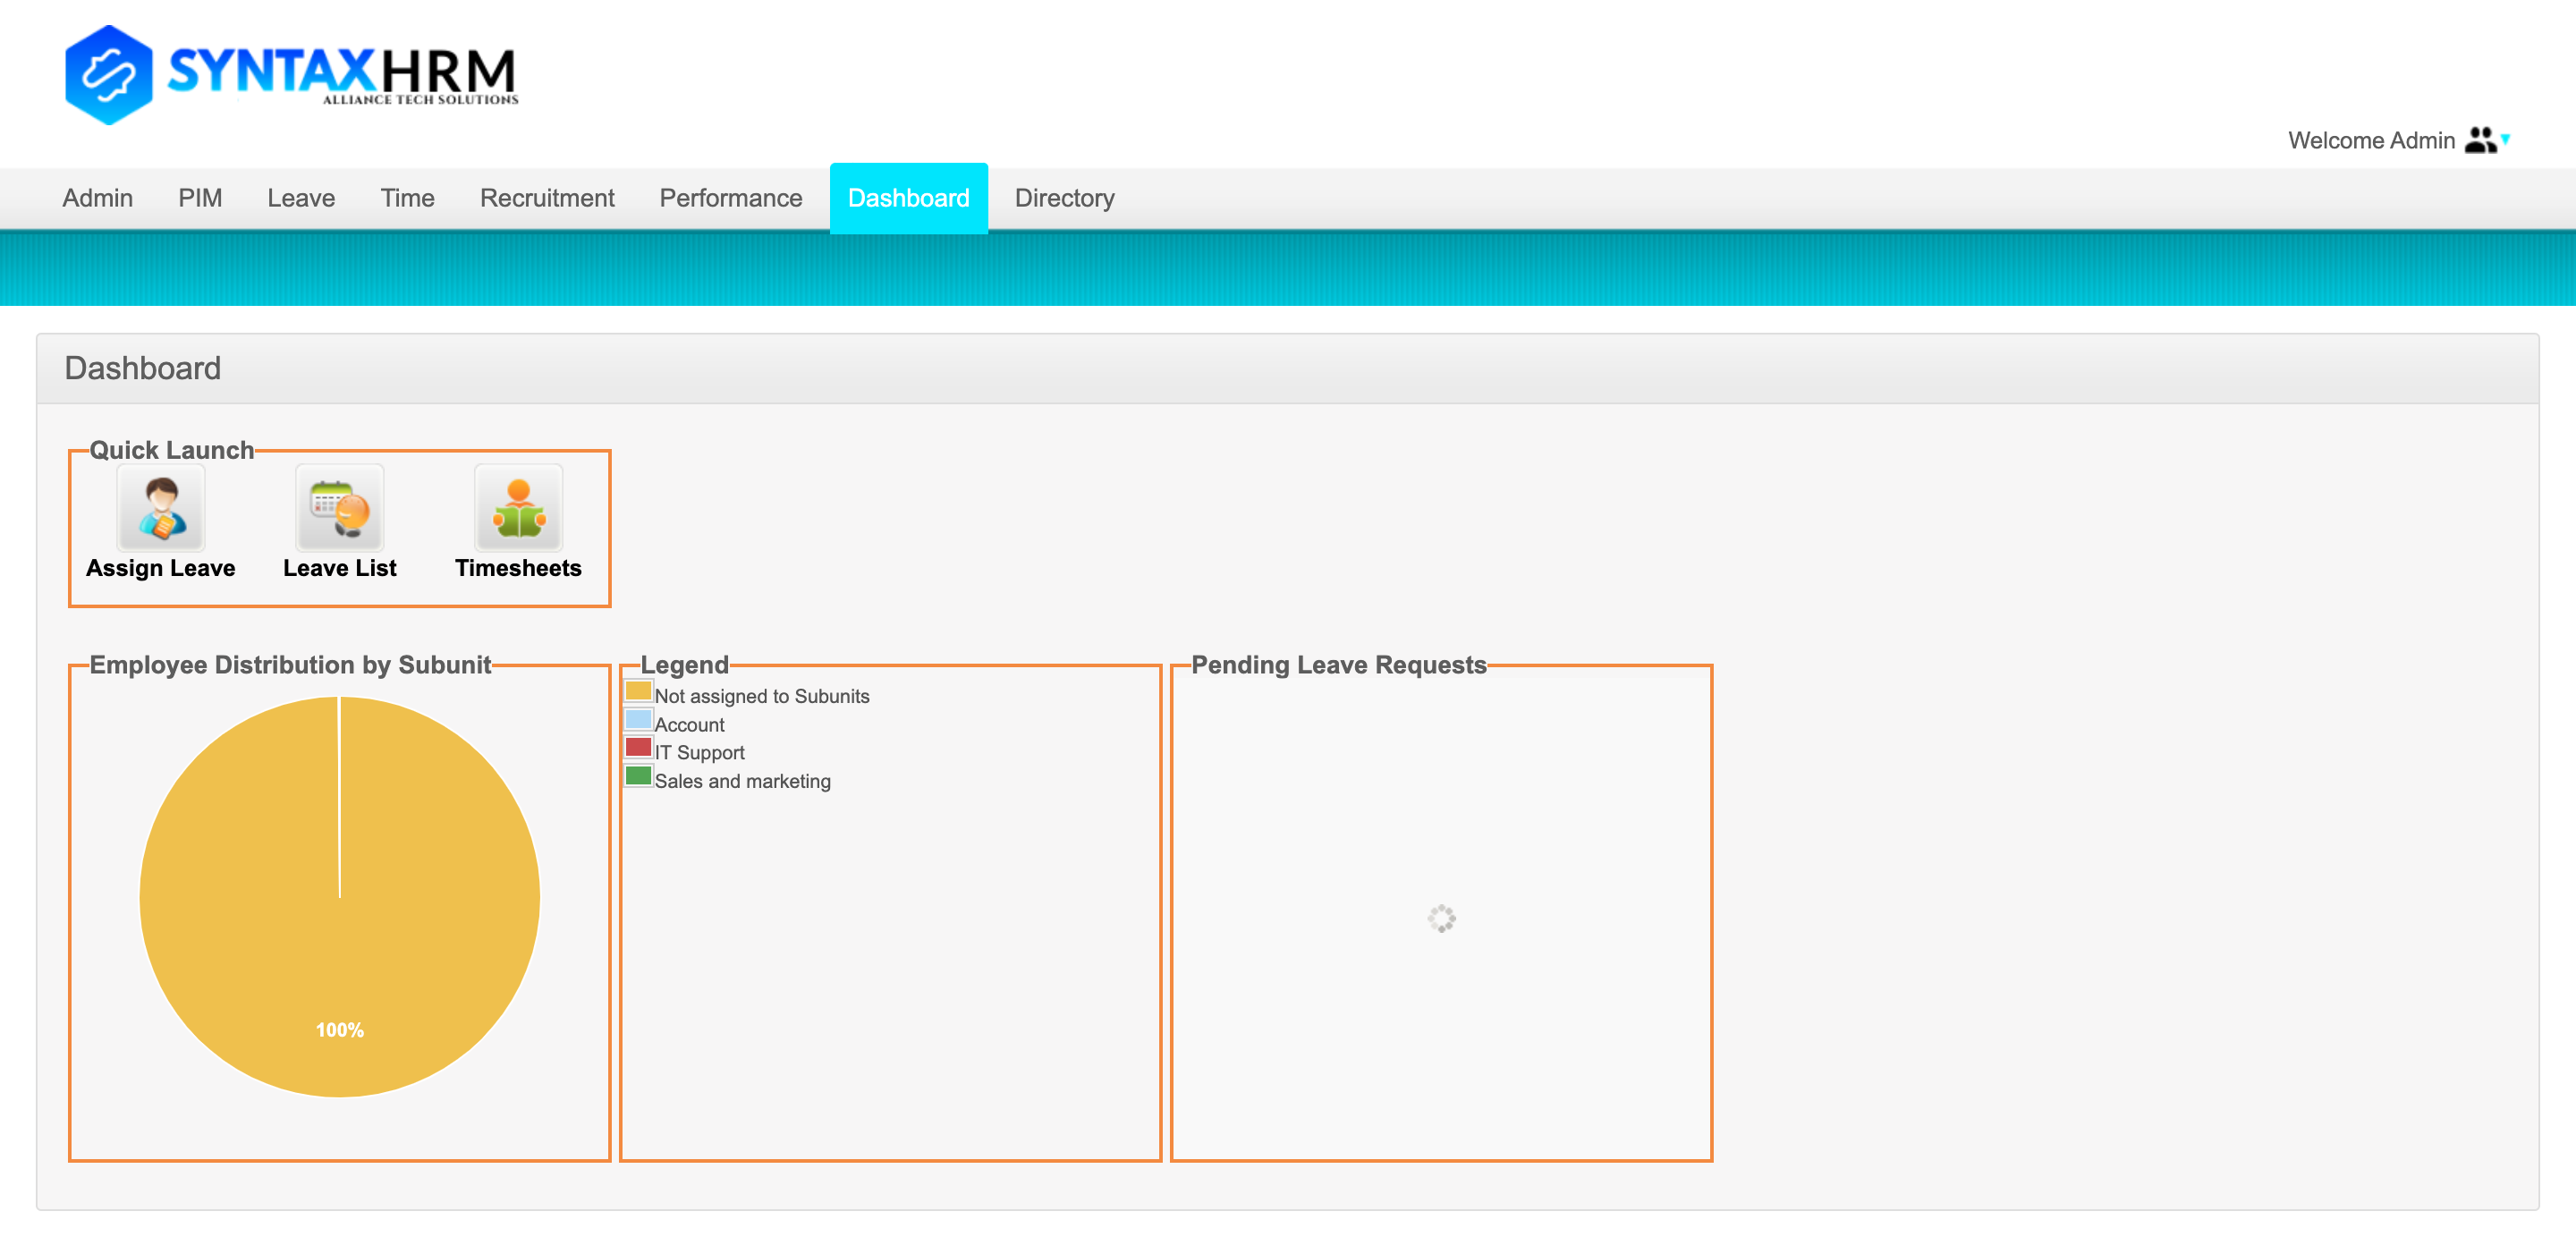 SYNTAXHRM
ALLIANCE TECH SOLUTIONS
Welcome Admin
Admin PIM Leave Time Recruitment Performance Dashboard Directory
Dashboard
Quick Launch
Assign Leave Leave List Timesheets
Employee Distribution by Subunit
100%
Legend
Not assigned to Subunits
Account
IT Support
Sales and marketing
Pending Leave Requests